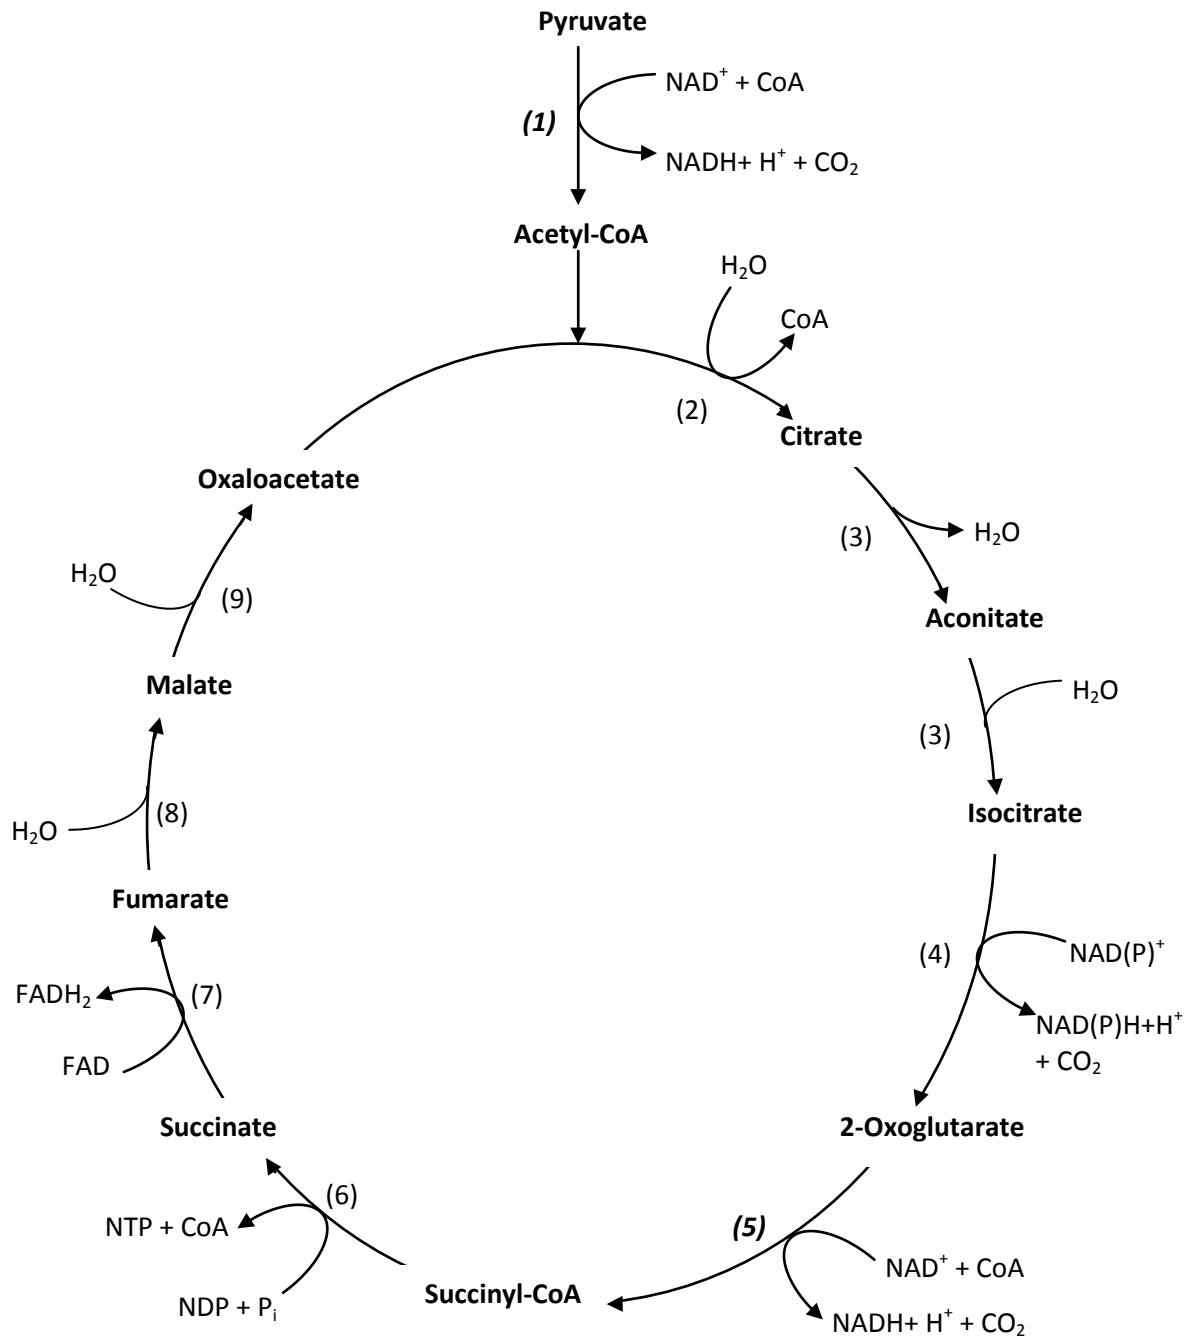 Pyruvate
NAD⁺ + CoA
(1)
NADH+ H⁺ + CO₂
Acetyl-CoA
H₂O
CoA
(2)
Citrate
Oxaloacetate
(3)
H₂O
H₂O
(9)
Aconitate
Malate
H₂O
(3)
Isocitrate
(8)
H₂O
Fumarate
(4)
NAD(P)⁺
FADH₂
(7)
NAD(P)H+H⁺
+ CO₂
FAD
Succinate
2-Oxoglutarate
(6)
NTP + CoA
(5)
NAD⁺ + CoA
Succinyl-CoA
NDP + Pᵢ
NADH+ H⁺ + CO₂